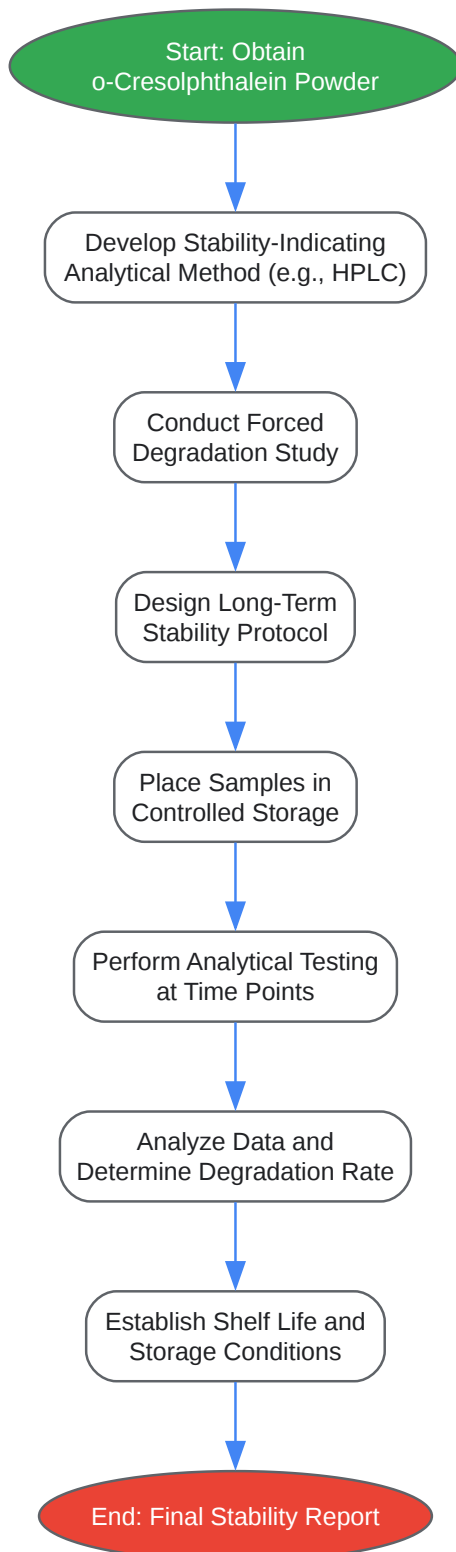 Start: Obtain
o-Cresolphthalein Powder
Develop Stability-Indicating
Analytical Method (e.g., HPLC)
Conduct Forced
Degradation Study
Design Long-Term
Stability Protocol
Place Samples in
Controlled Storage
Perform Analytical Testing
at Time Points
Analyze Data and
Determine Degradation Rate
Establish Shelf Life and
Storage Conditions
End: Final Stability Report